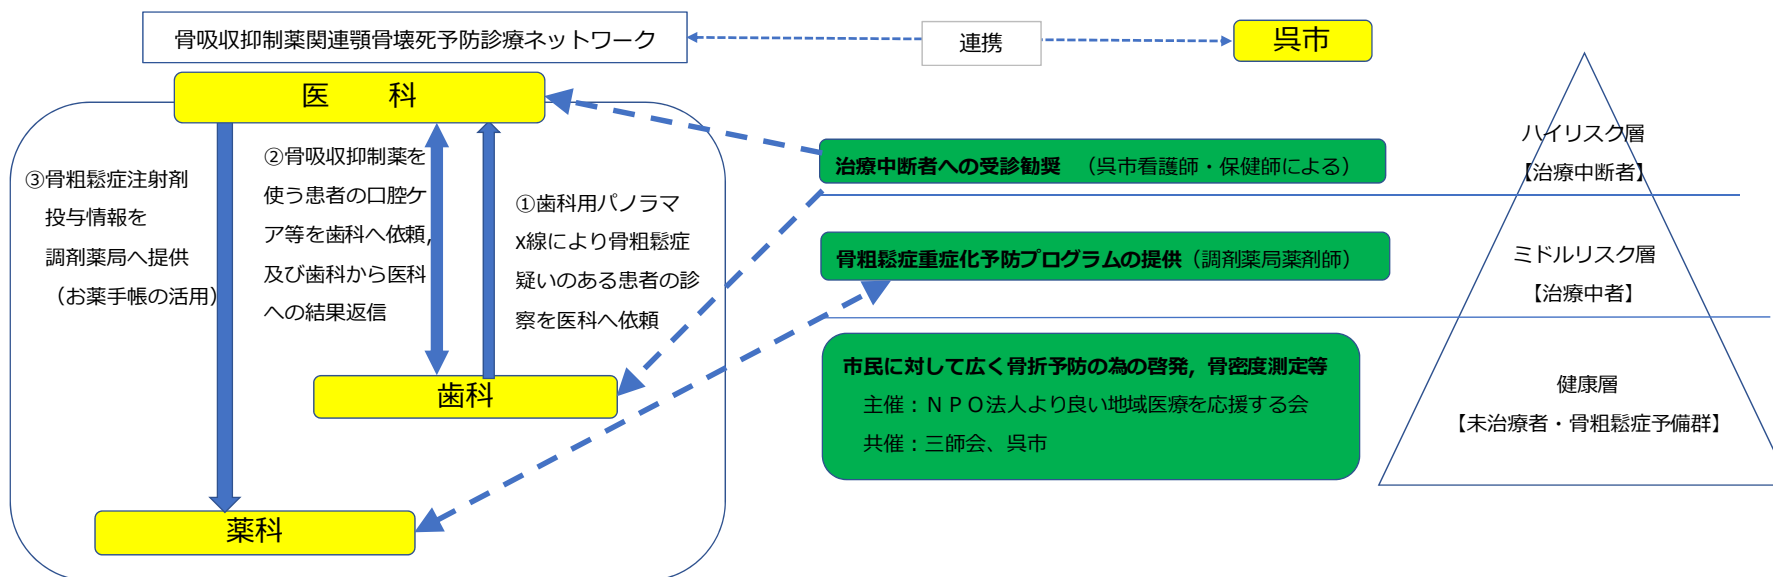 骨吸収抑制薬関連顎骨壊死予防診療ネットワーク
連携
呉市
医　　科
③骨粗鬆症注射剤
投与情報を
調剤薬局へ提供
（お薬手帳の活用）
②骨吸収抑制薬を
使う患者の口腔ケ
ア等を歯科へ依頼,
及び歯科から医科
への結果返信
①歯科用パノラマ
X線により骨粗鬆症
疑いのある患者の診
察を医科へ依頼
歯科
薬科
治療中断者への受診勧奨　（呉市看護師・保健師による）
骨粗鬆症重症化予防プログラムの提供（調剤薬局薬剤師）
市民に対して広く骨折予防の為の啓発，骨密度測定等
主催：ＮＰＯ法人より良い地域医療を応援する会
共催：三師会、呉市
ハイリスク層
【治療中断者】
ミドルリスク層
【治療中者】
健康層
【未治療者・骨粗鬆症予備群】